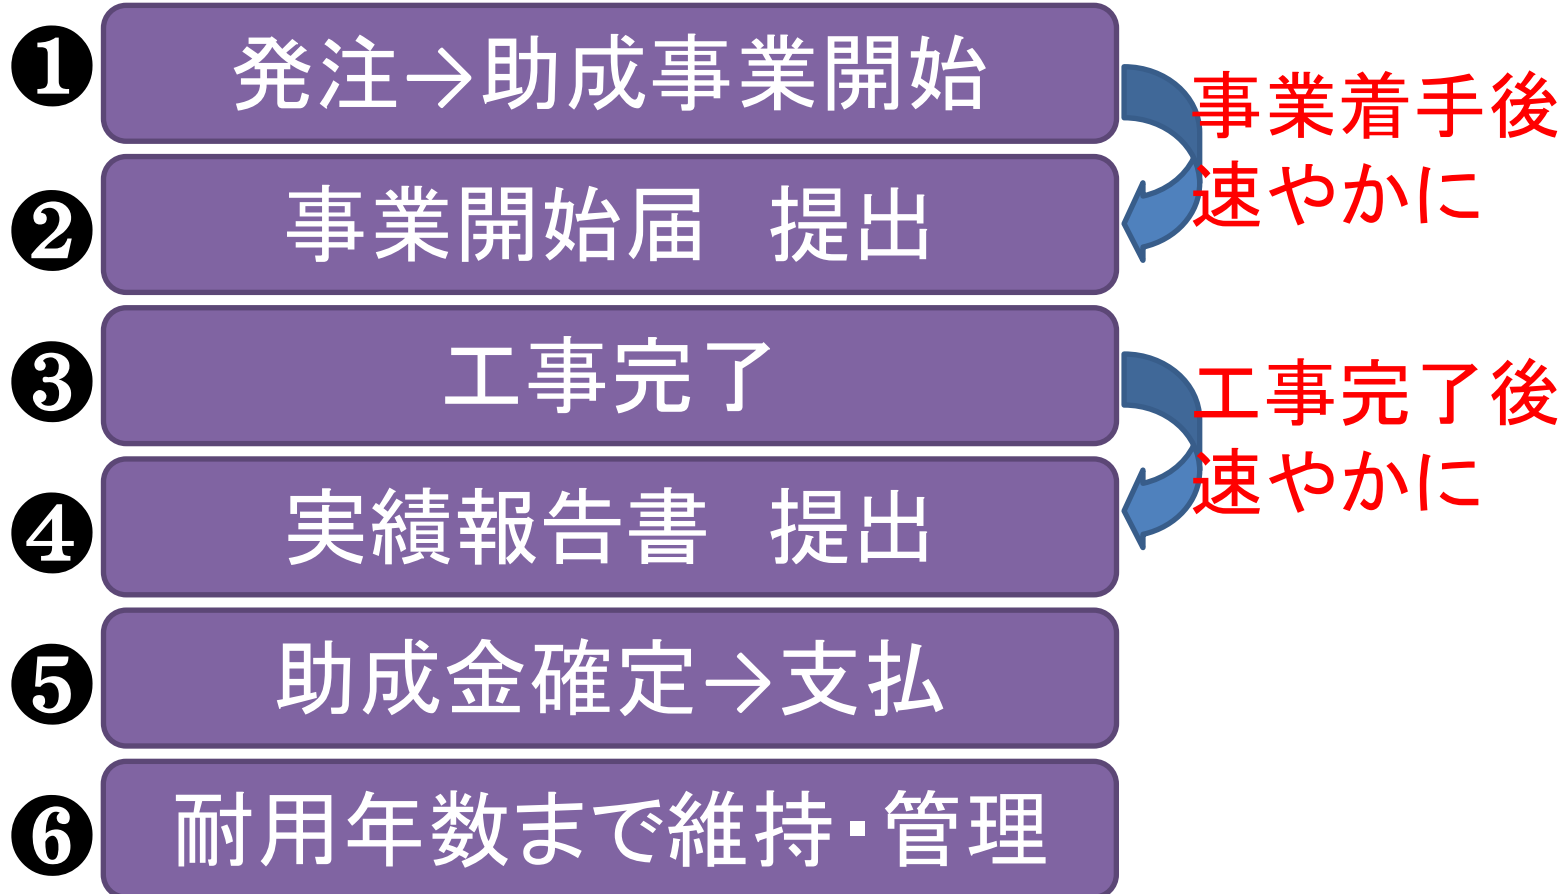 ❶ 発注→助成事業開始
事業着手後
速やかに
❷ 事業開始届　提出
❸ 工事完了
工事完了後
速やかに
❹ 実績報告書　提出
❺ 助成金確定→支払
❻ 耐用年数まで維持・管理